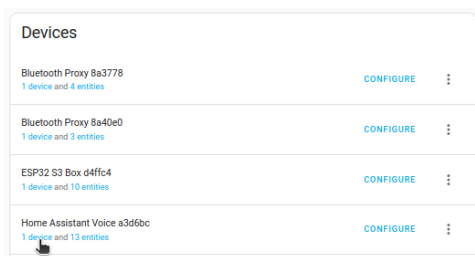 Devices
Bluetooth Proxy 8a3778
1 device and 4 entities
CONFIGURE
Bluetooth Proxy 8a40e0
1 device and 3 entities
CONFIGURE
ESP32 S3 Box d4ffc4
1 device and 10 entities
CONFIGURE
Home Assistant Voice a3d6bc
1 device and 13 entities
CONFIGURE